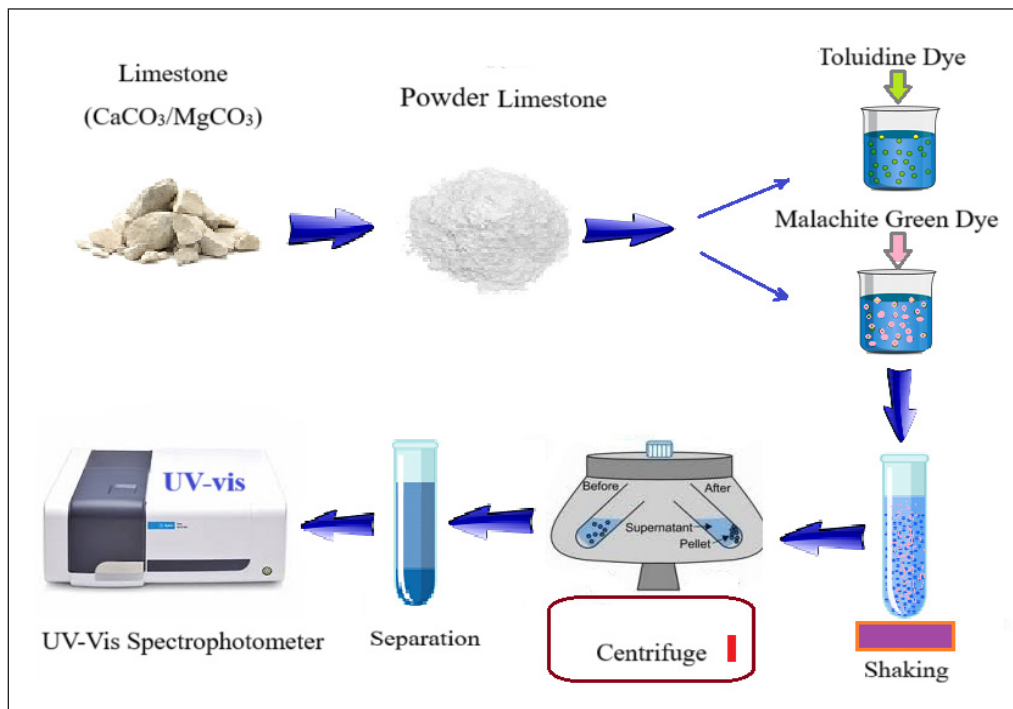 Limestone
(CaCO₃/MgCO₃)
Powder Limestone
Toluidine Dye
Malachite Green Dye
Shaking
Before
After
Supernatant
Pellet
Centrifuge
Separation
UV-vis
UV-Vis Spectrophotometer